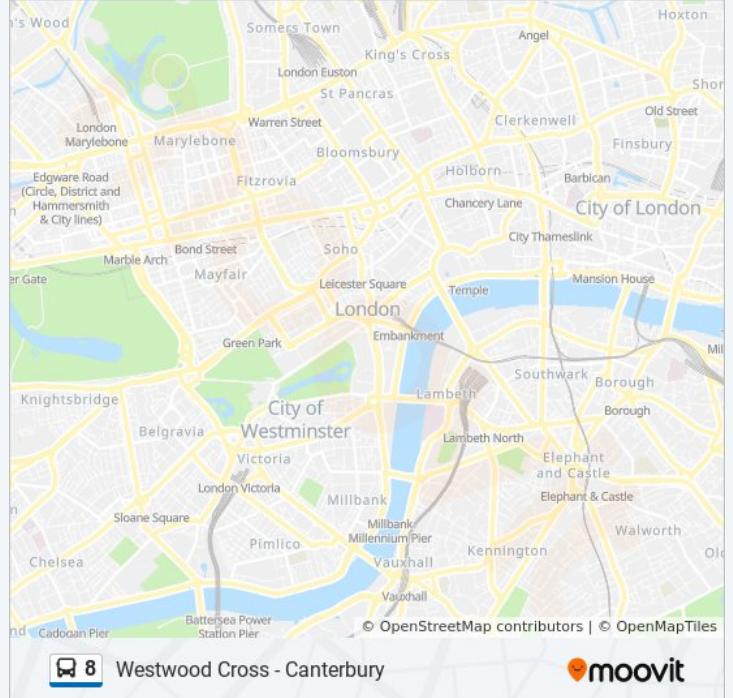 's Wood
Somers Town
Hoxton
Angel
King's Cross
London Euston
St Pancras
Shor
Old Street
London
Marylebone
Marylebone
Warren Street
Clerkenwell
Finsbury
Bloomsbury
Edgware Road
(Circle, District and
Hammersmith
& City lines)
Fitzrovia
Holborn
Barbican
Chancery Lane
City of London
City Thameslink
Bond Street
Soho
Marble Arch
Mayfair
er Gate
Leicester Square
Temple
Mansion House
London
Embankment
Green Park
Mil
Southwark
Borough
Knightsbridge
Lambeth
City of
Westminster
Borough
Belgravia
Lambeth North
Victoria
Elephant
and Castle
London Victoria
Elephant & Castle
Millbank
Sloane Square
Millbank
Millennium Pier
Walworth
Pimlico
Kennington
Chelsea
Vauxhall
Vauxhall
Battersea Power
Station Pier
nd
Cadogan Pier
© OpenStreetMap contributors | © OpenMapTiles
8
Westwood Cross - Canterbury
moovit